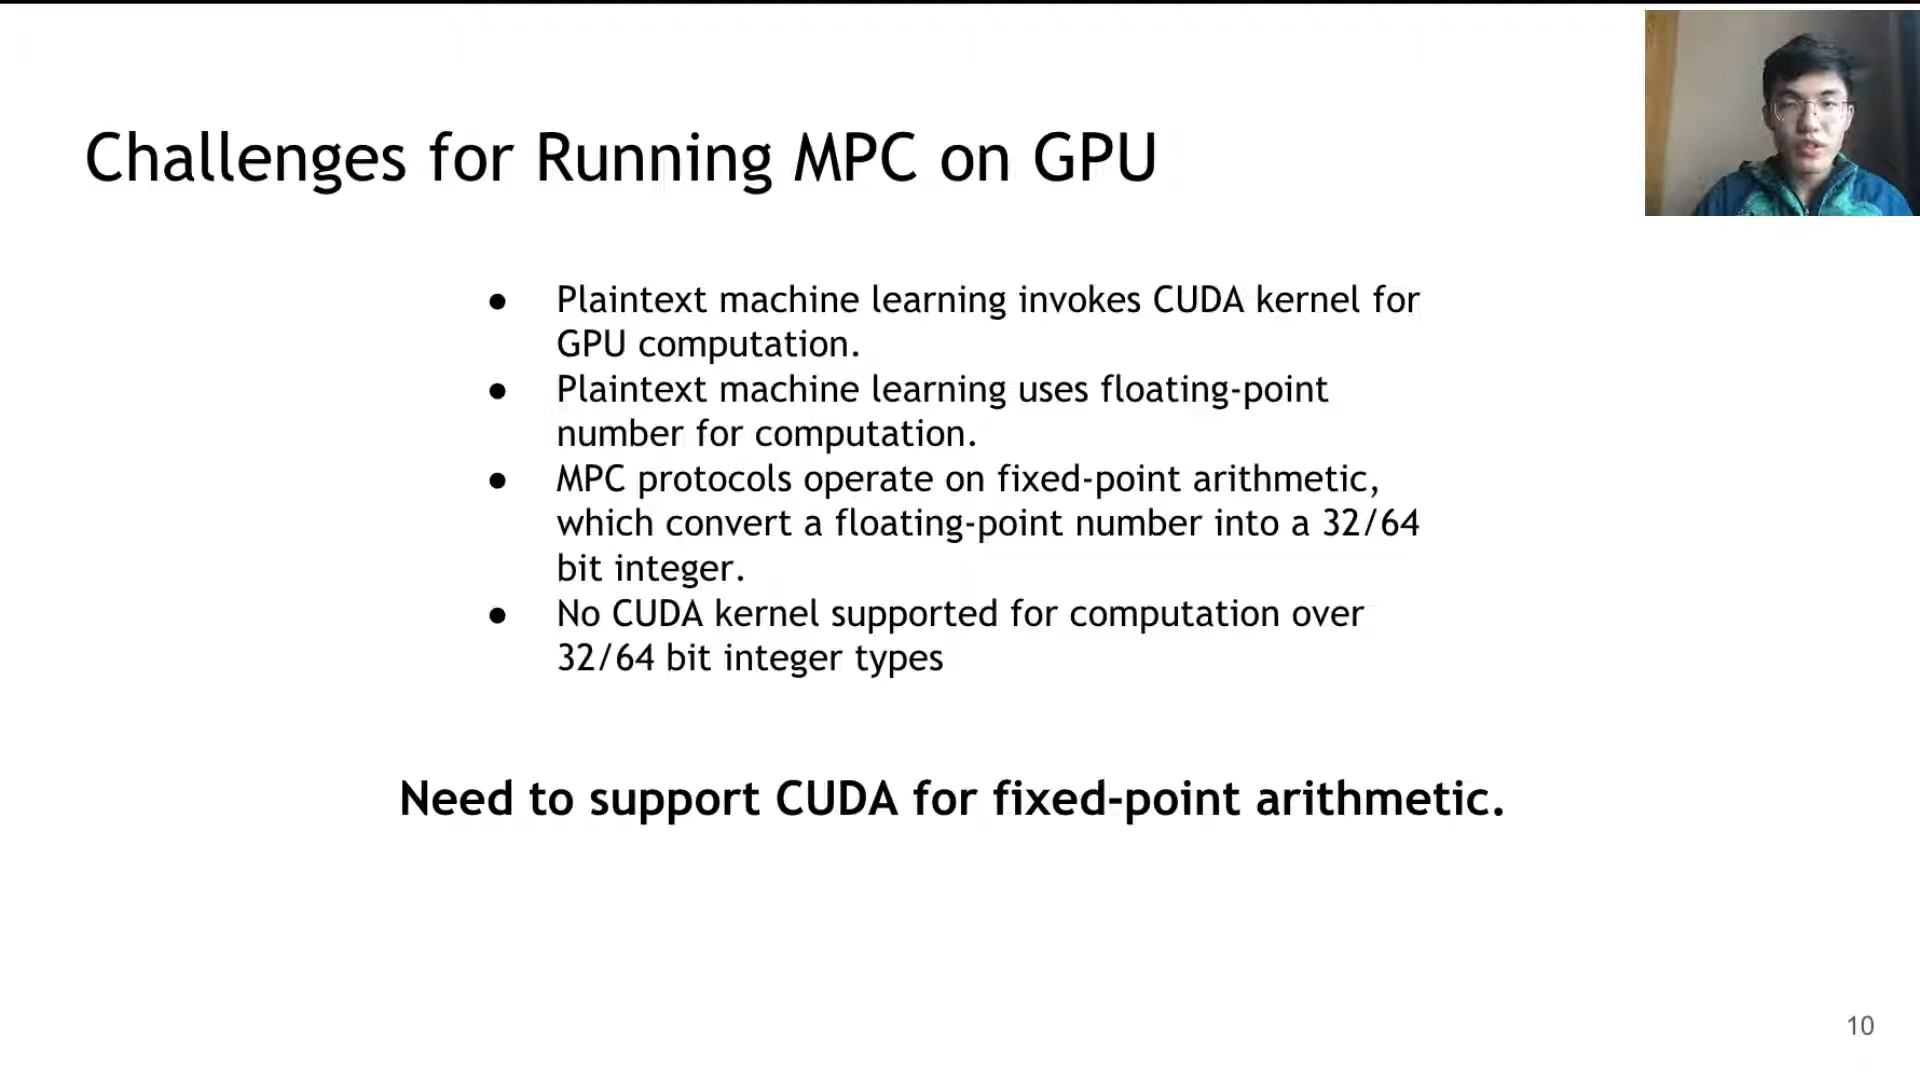 Challenges for Running MPC on GPU
● Plaintext machine learning invokes CUDA kernel for
GPU computation.
● Plaintext machine learning uses floating-point
number for computation.
● MPC protocols operate on fixed-point arithmetic,
which convert a floating-point number into a 32/64
bit integer.
● No CUDA kernel supported for computation over
32/64 bit integer types
Need to support CUDA for fixed-point arithmetic.
10